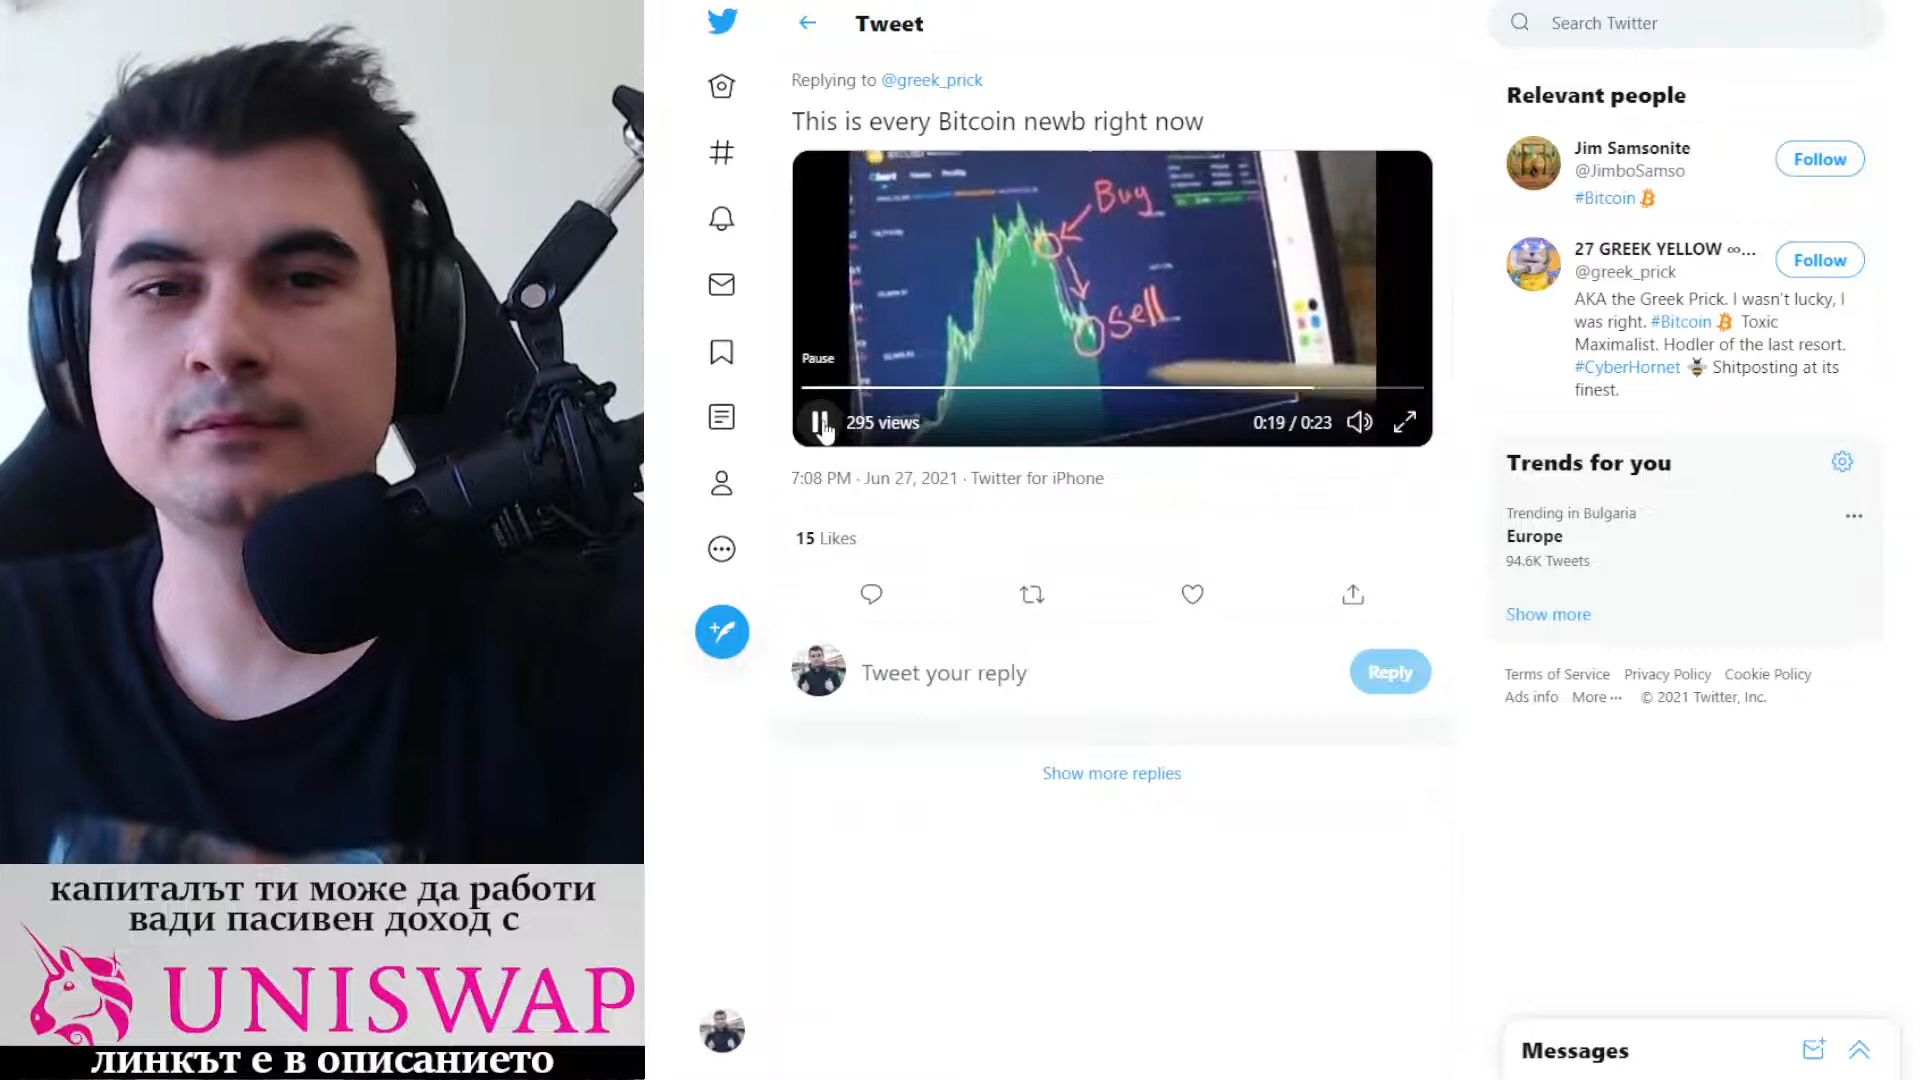 Tweet
Search Twitter
Replying to @greek_prick
This is every Bitcoin newb right now
Buy
Sell
Pause
295 views
0:19 / 0:23
7:08 PM · Jun 27, 2021 · Twitter for iPhone
15 Likes
Tweet your reply
Reply
Show more replies
Relevant people
Jim Samsonite
@JimboSamso
Follow
#Bitcoin
27 GREEK YELLOW ∞...
@greek_prick
Follow
AKA the Greek Prick. I wasn't lucky, I
was right. #Bitcoin Toxic
Maximalist. Hodler of the last resort.
#CyberHornet Shitposting at its
finest.
Trends for you
Trending in Bulgaria
Europe
94.6K Tweets
Show more
Terms of Service Privacy Policy Cookie Policy
Ads info More ··· © 2021 Twitter, Inc.
Messages
капиталът ти може да работи
вади пасивен доход с
UNISWAP
линкът е в описанието